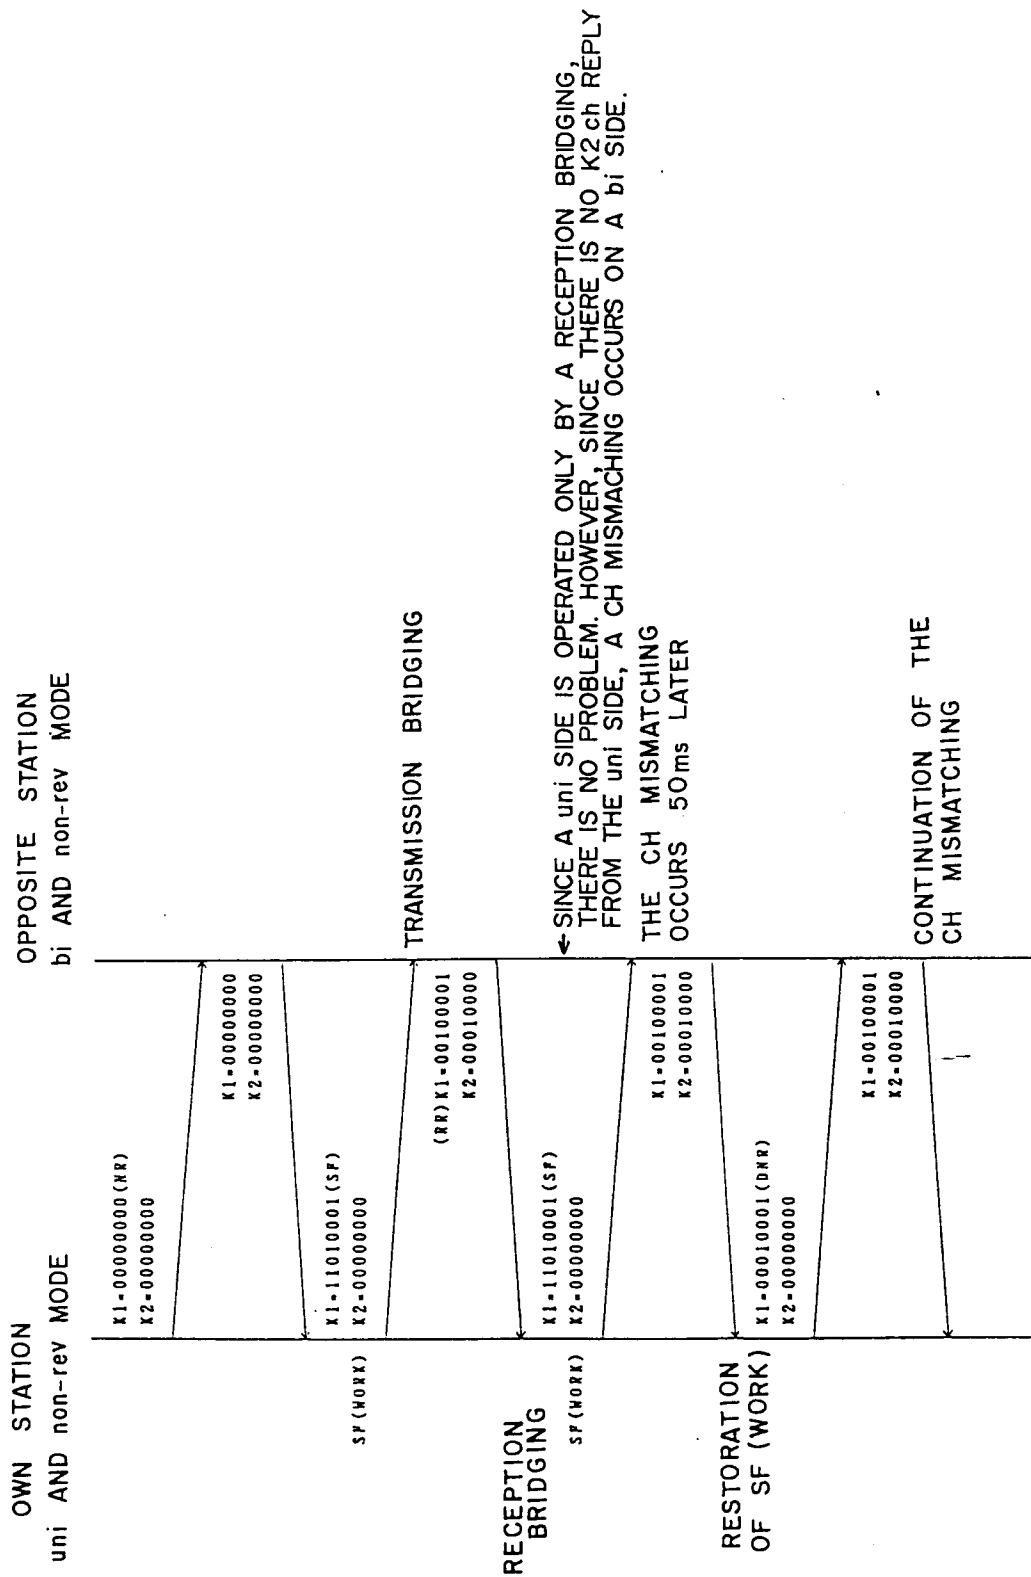 OWN STATION
uni AND non-rev MODE
OPPOSITE STATION
bi AND non-rev MODE
K1=00000000(NR)
K2=00000000
K1=00000000
K2=00000000
SF(WORK)
K1=11010001(SF)
K2=00000000
TRANSMISSION BRIDGING
(RR)K1=00100001
K2=00010000
RECEPTION
BRIDGING
SINCE A uni SIDE IS OPERATED ONLY BY A RECEPTION BRIDGING,
THERE IS NO PROBLEM. HOWEVER, SINCE THERE IS NO K2 ch REPLY
FROM THE uni SIDE, A CH MISMACHING OCCURS ON A bi SIDE.
SF(WORK)
K1=11010001(SF)
K2=00000000
THE CH MISMATCHING
OCCURS 50ms LATER
K1=00100001
K2=00010000
RESTORATION
OF SF (WORK)
K1=00010001(DNR)
K2=00000000
K1=00100001
K2=00010000
CONTINUATION OF THE
CH MISMATCHING